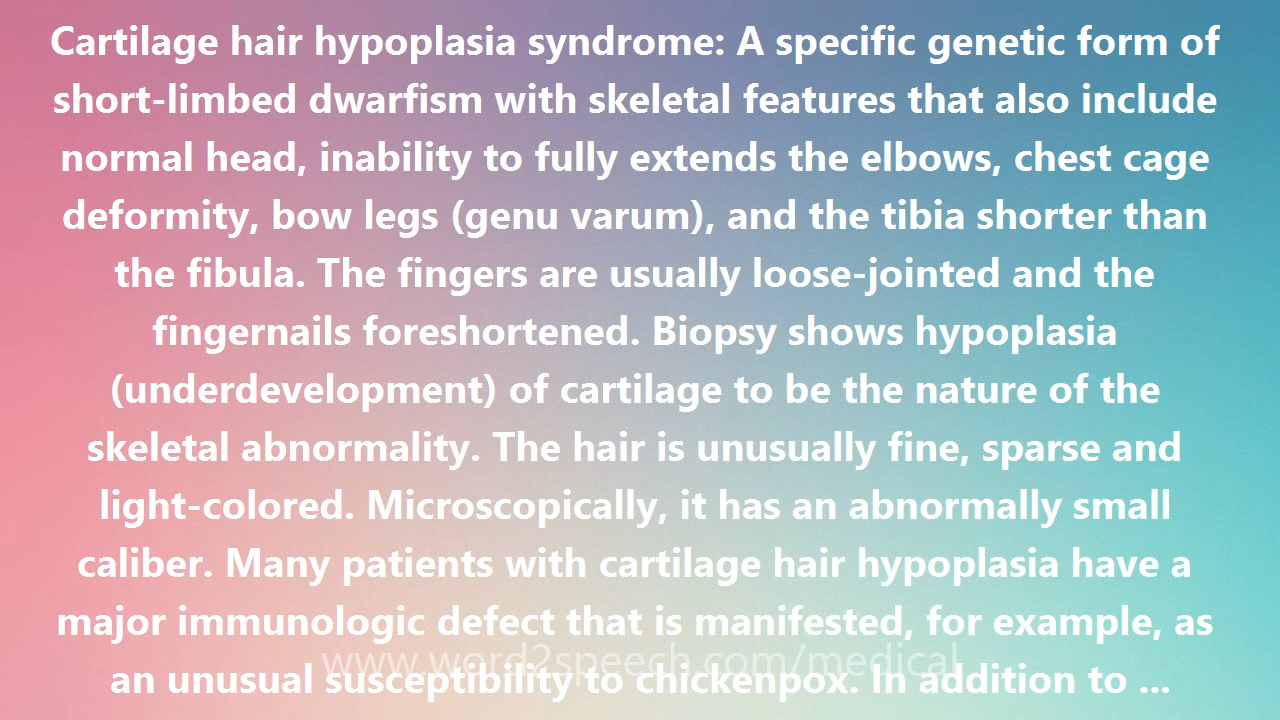 Cartilage hair hypoplasia syndrome: A specific genetic form of
short-limbed dwarfism with skeletal features that also include
normal head, inability to fully extends the elbows, chest cage
deformity, bow legs (genu varum), and the tibia shorter than
the fibula. The fingers are usually loose-jointed and the
fingernails foreshortened. Biopsy shows hypoplasia
(underdevelopment) of cartilage to be the nature of the
skeletal abnormality. The hair is unusually fine, sparse and
light-colored. Microscopically, it has an abnormally small
caliber. Many patients with cartilage hair hypoplasia have a
major immunologic defect that is manifested, for example, as
www.word2speech.com/medical
an unusual susceptibility to chickenpox. In addition to ...